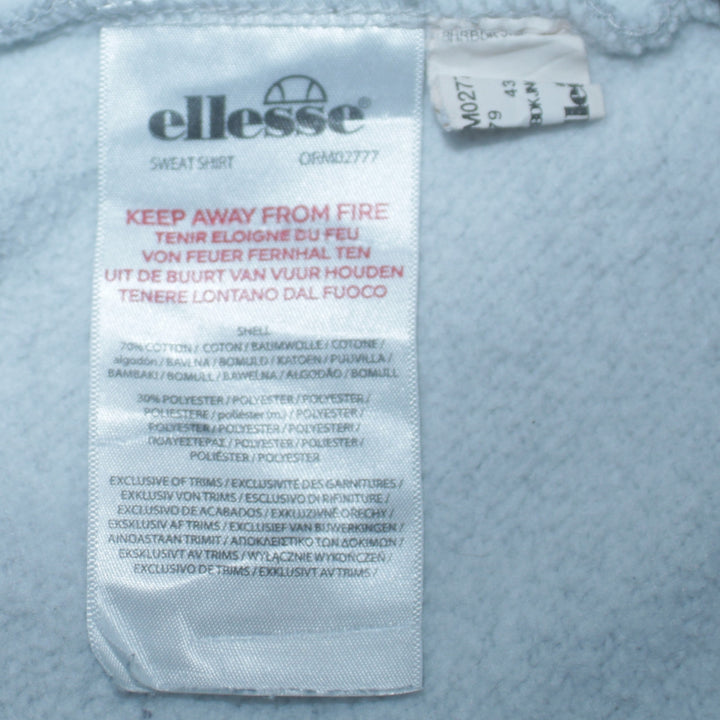 ellesse®
SWEAT SHIRT ORM02777
KEEP AWAY FROM FIRE
TENIR ELOIGNE DU FEU
VON FEUER FERNHAL TEN
UIT DE BUURT VAN VUUR HOUDEN
TENERE LONTANO DAL FUOCO
SHELL
70% COTTON / COTON / BAUMWOLLE / COTONE /
algodón / BAVLNA / BOMULD / KATOEN / PUUVILLA /
BAMBAKI / BOMULL / BAWEŁNA / ALGODÃO / BOMULL
30% POLYESTER / POLYESTER / POLYESTER /
POLIESTERE / poliéster (m.) / POLYESTER /
POLYESTER / POLYESTER / POLYESTERI /
ΠΟΛΥΕΣΤΕΡΑΣ / POLYESTER / POLIESTER /
POLIÉSTER / POLYESTER
EXCLUSIVE OF TRIMS / EXCLUSIVITÉ DES GARNITURES /
EXKLUSIV VON TRIMS / ESCLUSIVO DI RIFINITURE /
EXCLUSIVO DE ACABADOS / EXKLUZIVNĚ OŘECHY /
EKSKLUSIV AF TRIMS / EXCLUSIEF VAN BIJWERKINGEN /
AINOASTAAN TRIMIT / ΑΠΟΚΛΕΙΣΤΙΚΟ ΤΩΝ ΔΟΚΙΜΩΝ /
EKSKLUSIVT AV TRIMS / WYŁĄCZNIE WYKOŃCZEŃ /
EXCLUSIVO DE TRIMS / EXKLUSIVT AV TRIMS /
M0277
79 43
BDKJN